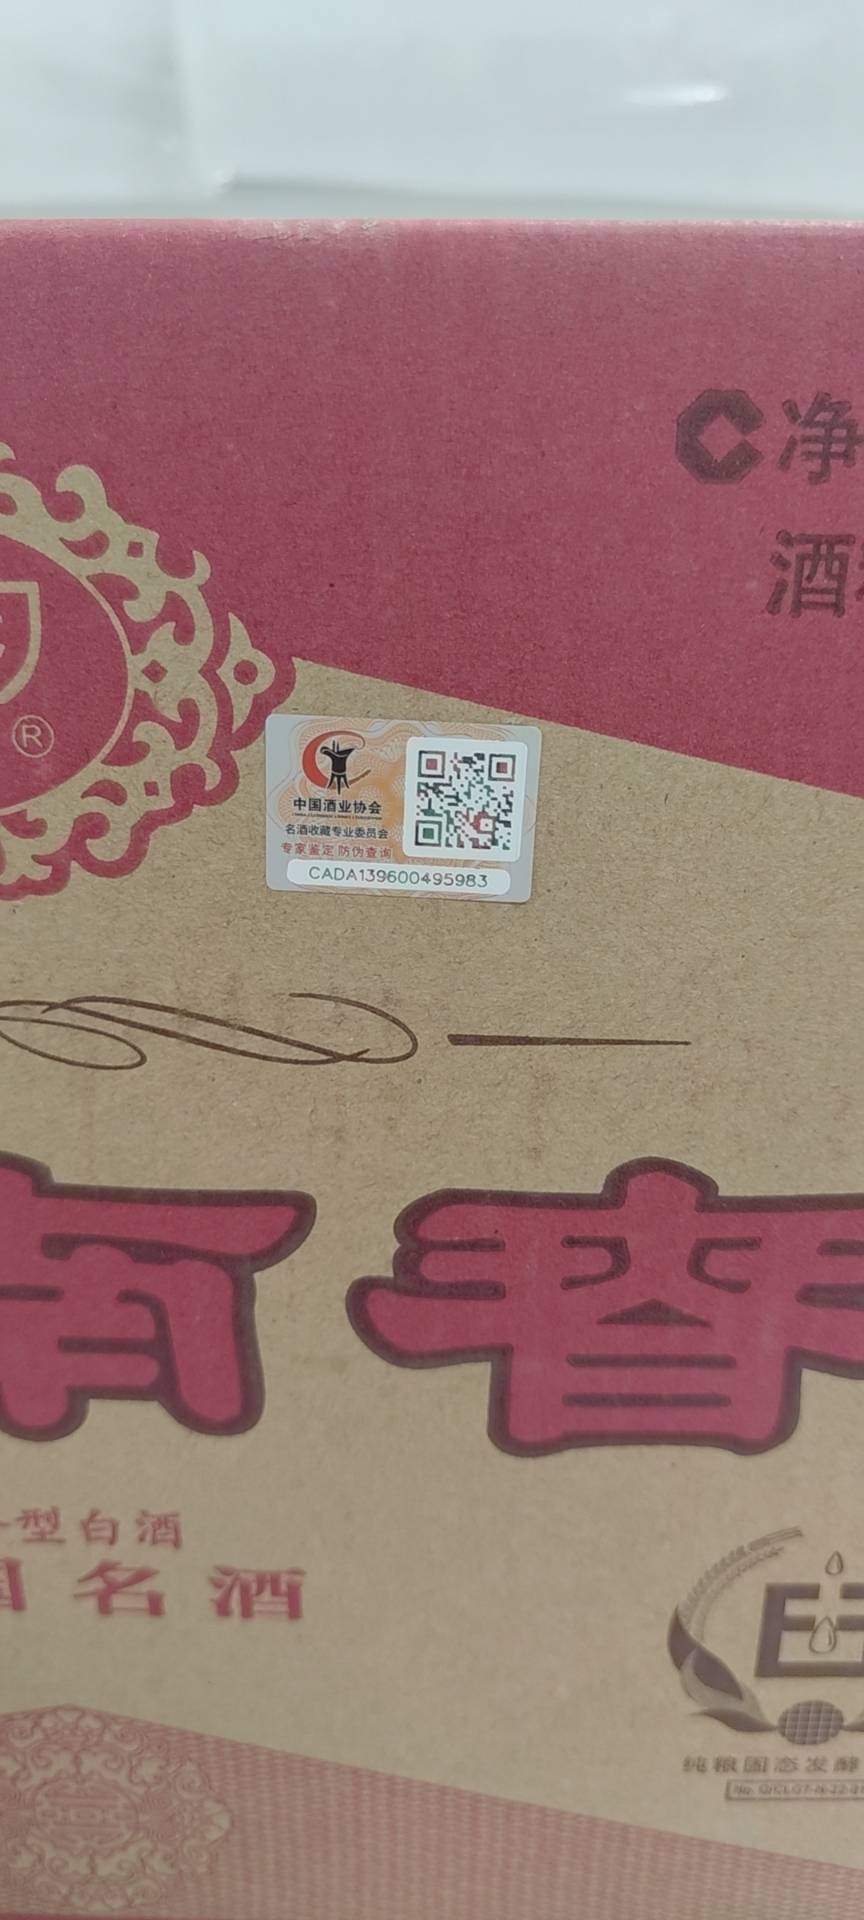 净
酒
®
中国酒业协会
名酒收藏专业委员会
专家鉴定 防伪查询
CADA139600495983
南春
型白酒
国名酒
纯粮固态发酵